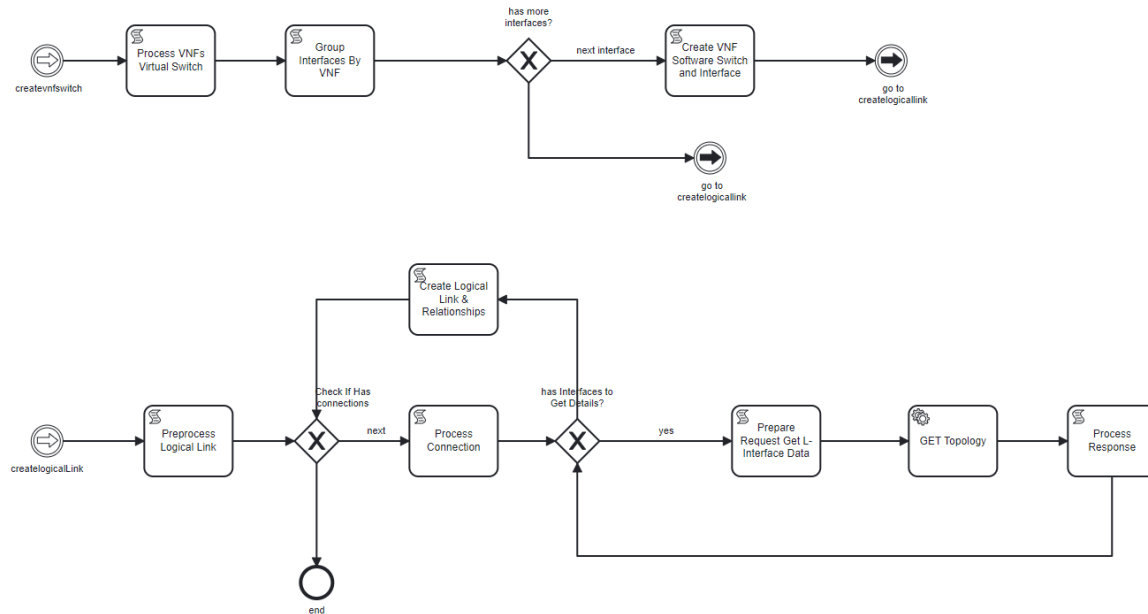 has more
interfaces?
Process VNFs
Virtual Switch
Group
Interfaces By
VNF
next interface
Create VNF
Software Switch
and Interface
createvnfswitch
go to
createlogicallink
go to
createlogicallink
Create Logical
Link &
Relationships
Check If Has
connections
has Interfaces to
Get Details?
Preprocess
Logical Link
next
Process
Connection
yes
Prepare
Request Get L-
Interface Data
GET Topology
Process
Response
createlogicalLink
end